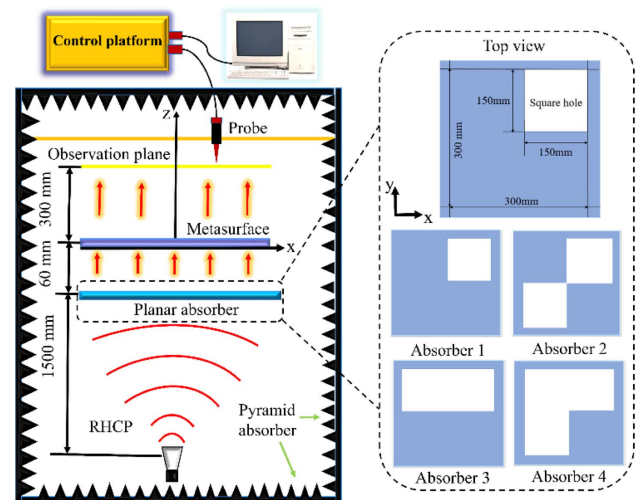 Control platform
Z
Probe
Observation plane
300 mm
Metasurface
x
60 mm
Planar absorber
1500 mm
RHCP
Pyramid
absorber
Top view
150mm
Square hole
300 mm
150mm
300mm
y
x
Absorber 1
Absorber 2
Absorber 3
Absorber 4